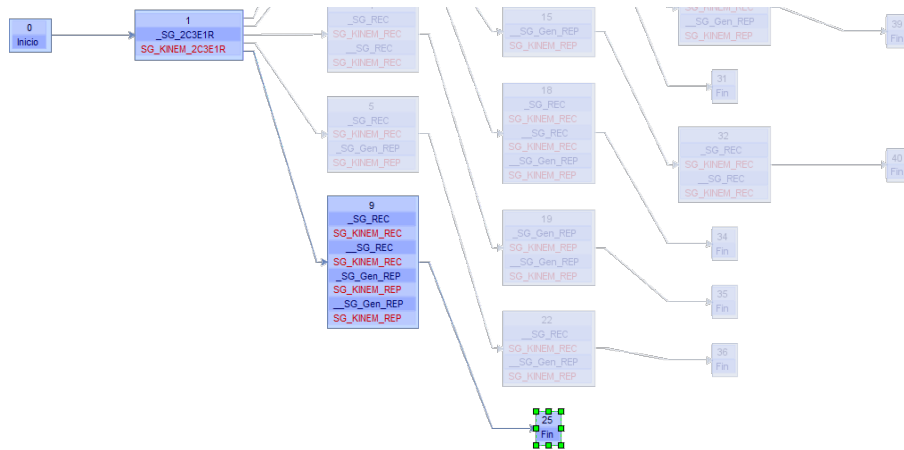 0
Inicio
1
_SG_2C3E1R
SG_KINEM_2C3E1R
SG_KINEM_REC
__SG_REC
SG_KINEM_REC
5
_SG_REC
SG_KINEM_REC
_SG_Gen_REP
SG_KINEM_REP
9
_SG_REC
SG_KINEM_REC
__SG_REC
SG_KINEM_REC
_SG_Gen_REP
SG_KINEM_REP
__SG_Gen_REP
SG_KINEM_REP
15
_SG_Gen_REP
SG_KINEM_REP
18
_SG_REC
SG_KINEM_REC
__SG_REC
SG_KINEM_REC
__SG_Gen_REP
SG_KINEM_REP
19
_SG_Gen_REP
SG_KINEM_REP
__SG_Gen_REP
SG_KINEM_REP
22
__SG_REC
SG_KINEM_REC
__SG_Gen_REP
SG_KINEM_REP
25
Fin
SG_KINEM_REP
31
Fin
32
_SG_REC
SG_KINEM_REC
__SG_REC
SG_KINEM_REC
34
Fin
35
Fin
36
Fin
39
Fin
40
Fin